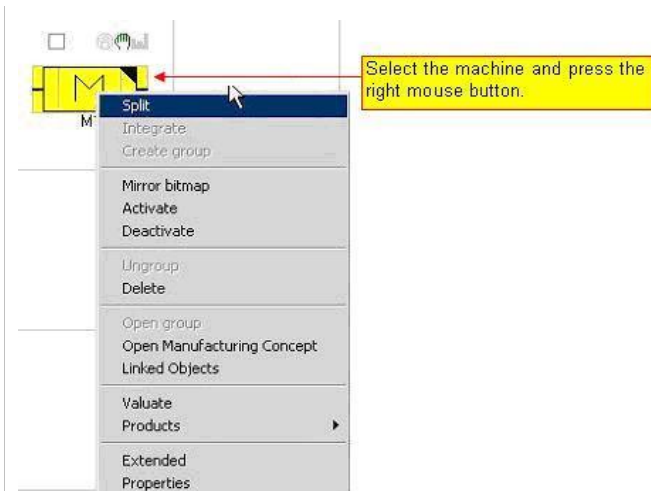 Select the machine and press the
right mouse button.
M
M
Split
Integrate
Create group
Mirror bitmap
Activate
Deactivate
Ungroup
Delete
Open group
Open Manufacturing Concept
Linked Objects
Valuate
Products
Extended
Properties